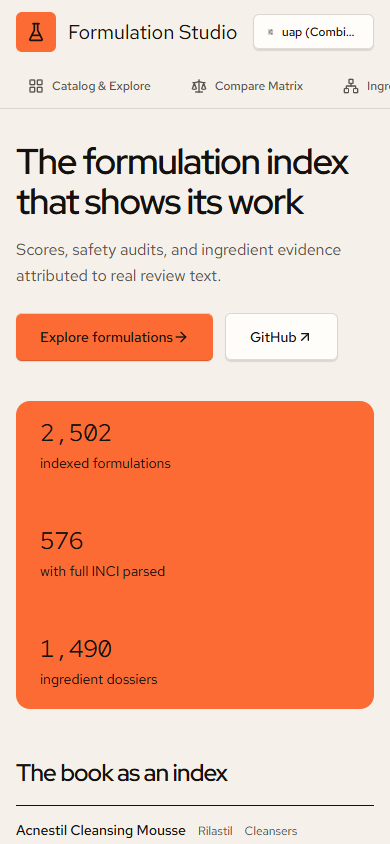 Formulation Studio
uap (Combi...
Catalog & Explore
Compare Matrix
Ingre
The formulation index
that shows its work
Scores, safety audits, and ingredient evidence
attributed to real review text.
Explore formulations
GitHub
2,502
indexed formulations
576
with full INCI parsed
1,490
ingredient dossiers
The book as an index
Acnestil Cleansing Mousse Rilastil Cleansers